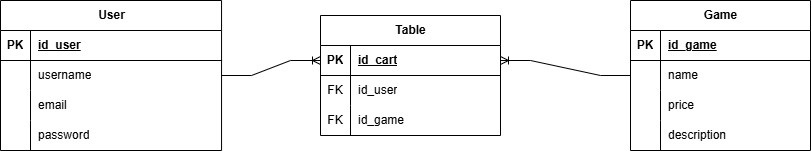 User
PK id_user
username
email
password
Table
PK id_cart
FK id_user
FK id_game
Game
PK id_game
name
price
description